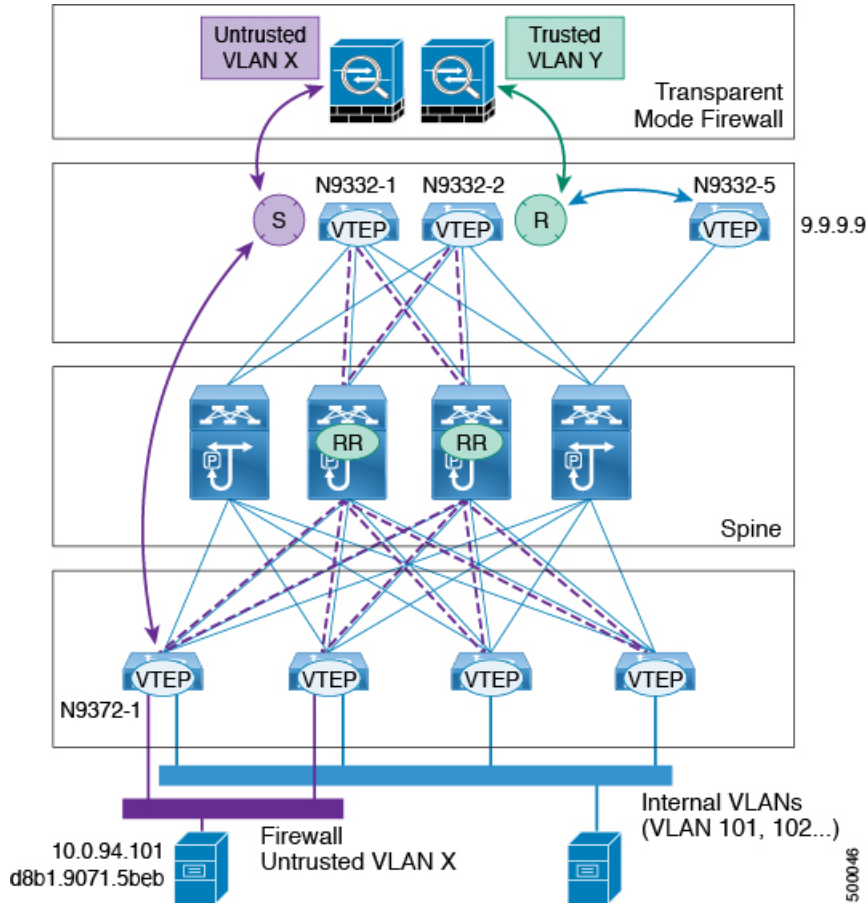 Untrusted
VLAN X
Trusted
VLAN Y
Transparent
Mode Firewall
N9332-1
N9332-2
N9332-5
S
VTEP
VTEP
R
VTEP
9.9.9.9
RR
RR
P
P
P
P
Spine
VTEP
VTEP
VTEP
VTEP
N9372-1
Internal VLANs
(VLAN 101, 102...)
Firewall
Untrusted VLAN X
10.0.94.101
d8b1.9071.5beb
500046